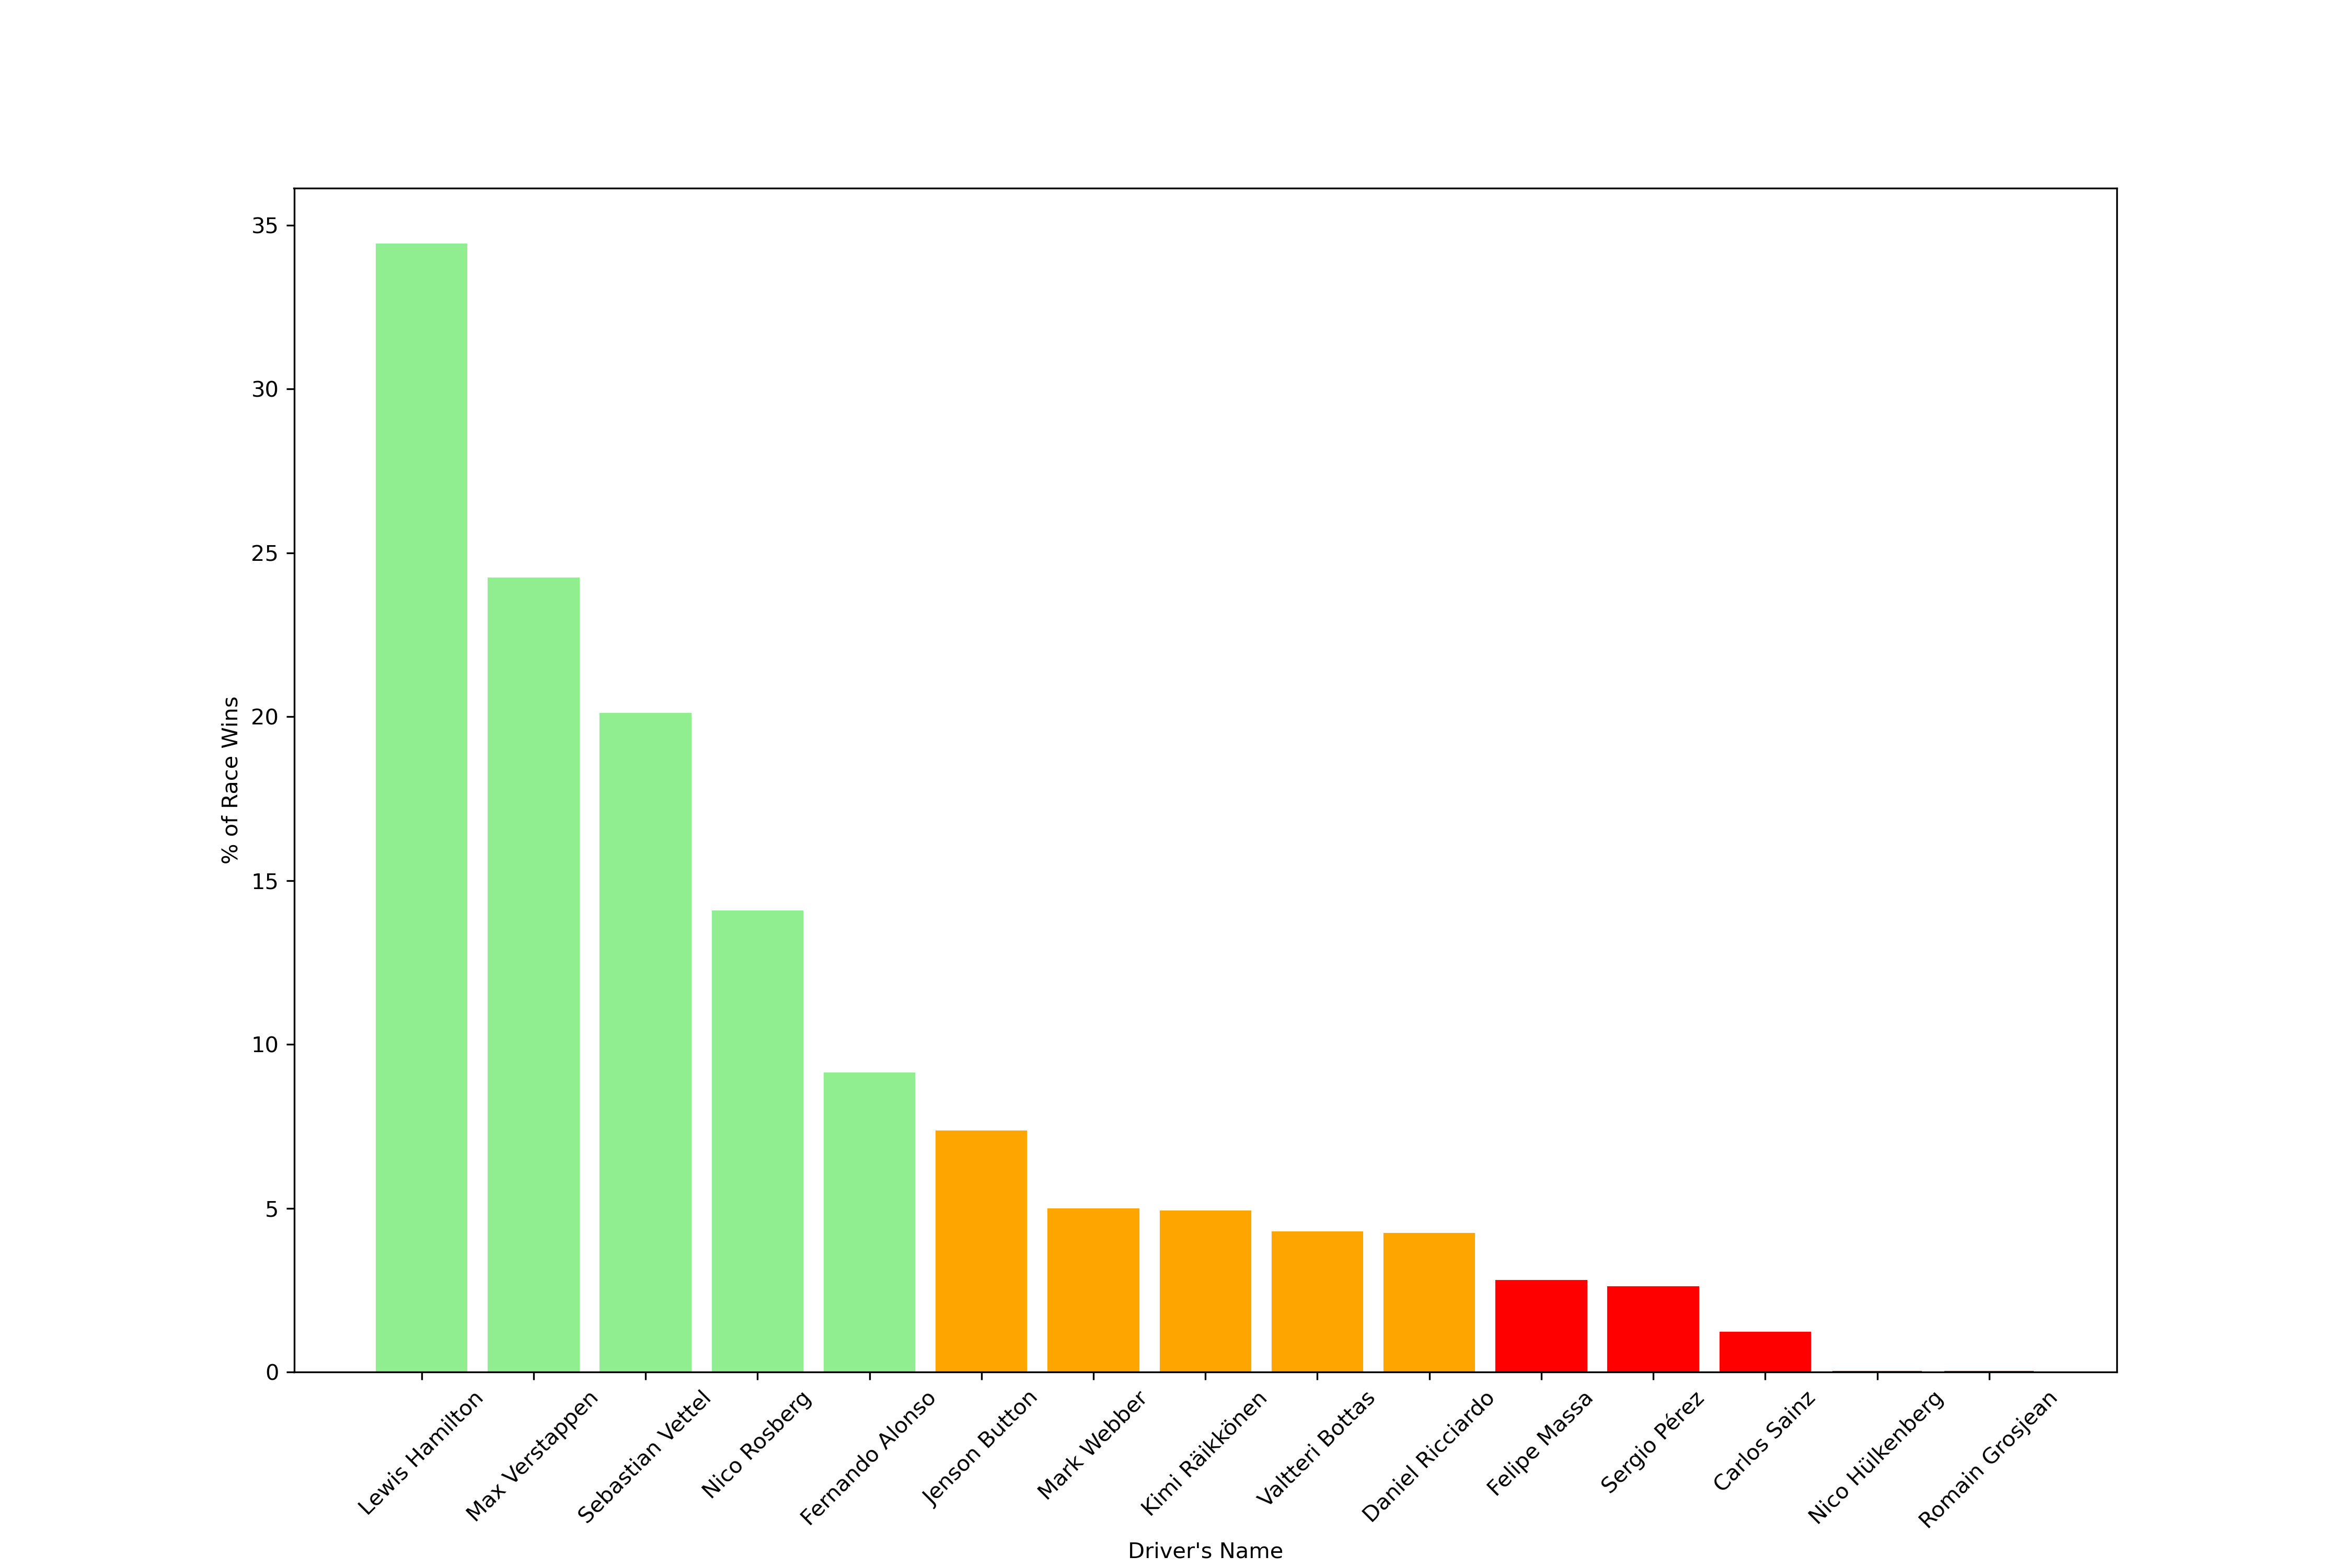 35
30
25
20
15
10
5
0
% of Race Wins
Lewis Hamilton
Max Verstappen
Sebastian Vettel
Nico Rosberg
Fernando Alonso
Jenson Button
Mark Webber
Kimi Räikkönen
Valtteri Bottas
Daniel Ricciardo
Felipe Massa
Sergio Pérez
Carlos Sainz
Nico Hülkenberg
Romain Grosjean
Driver's Name